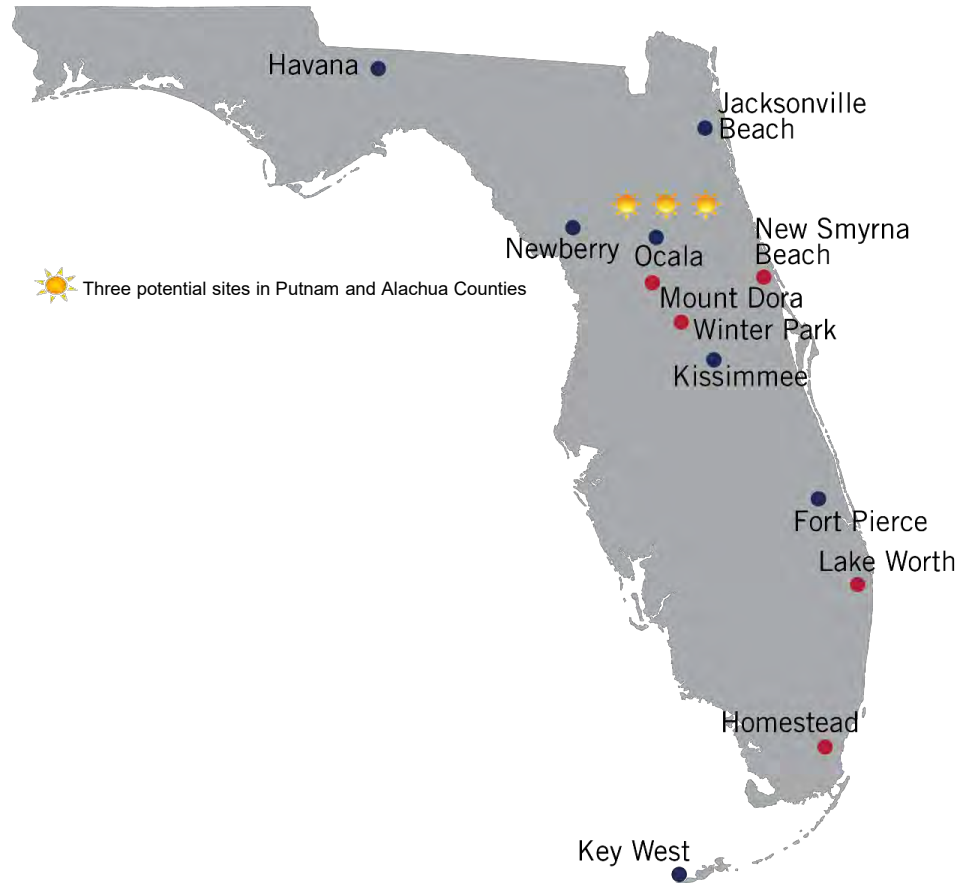 Havana
Jacksonville
Beach
New Smyrna
Beach
Newberry
Ocala
Three potential sites in Putnam and Alachua Counties
Mount Dora
Winter Park
Kissimmee
Fort Pierce
Lake Worth
Homestead
Key West